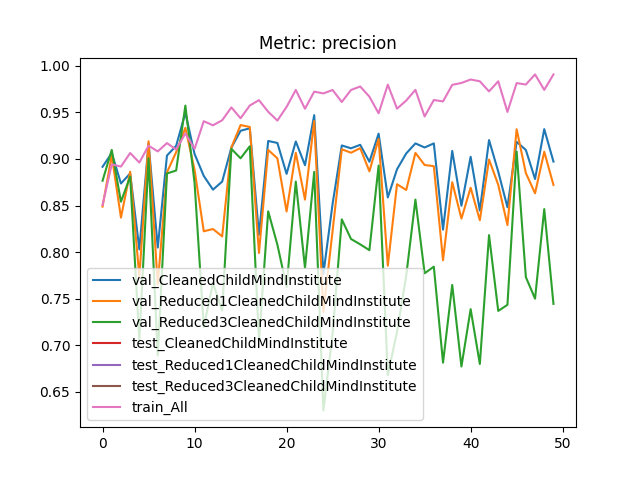 Metric: precision
1.00
0.95
0.90
0.85
0.80
0.75
0.70
0.65
val_CleanedChildMindInstitute
val_Reduced1CleanedChildMindInstitute
val_Reduced3CleanedChildMindInstitute
test_CleanedChildMindInstitute
test_Reduced1CleanedChildMindInstitute
test_Reduced3CleanedChildMindInstitute
train_All
0 10 20 30 40 50